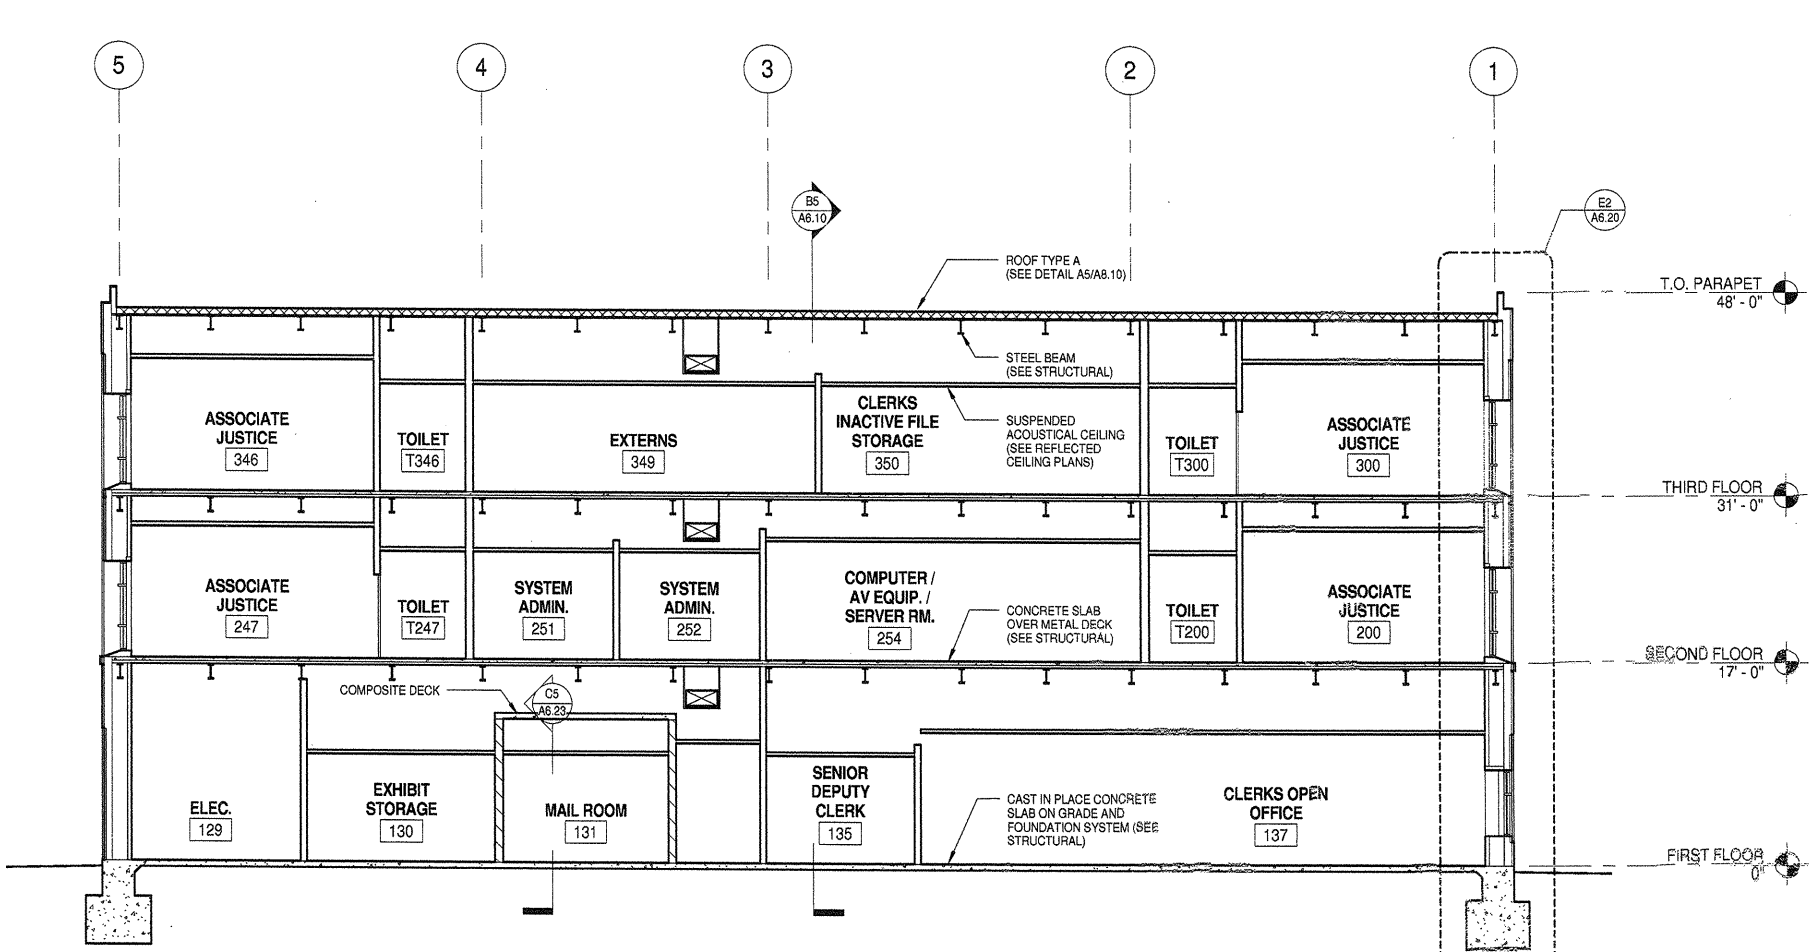 5
4
3
2
1
B5
A6.10
E2
A6.20
ROOF TYPE A
(SEE DETAIL A5/A8.10)
T.O. PARAPET
48' - 0"
STEEL BEAM
(SEE STRUCTURAL)
ASSOCIATE
JUSTICE
346
TOILET
T346
EXTERNS
349
CLERKS
INACTIVE FILE
STORAGE
350
SUSPENDED
ACOUSTICAL CEILING
(SEE REFLECTED
CEILING PLANS)
TOILET
T300
ASSOCIATE
JUSTICE
300
THIRD FLOOR
31' - 0"
ASSOCIATE
JUSTICE
247
TOILET
T247
SYSTEM
ADMIN.
251
SYSTEM
ADMIN.
252
COMPUTER /
AV EQUIP. /
SERVER RM.
254
CONCRETE SLAB
OVER METAL DECK
(SEE STRUCTURAL)
TOILET
T200
ASSOCIATE
JUSTICE
200
SECOND FLOOR
17' - 0"
COMPOSITE DECK
C5
A6.23
ELEC.
129
EXHIBIT
STORAGE
130
MAIL ROOM
131
SENIOR
DEPUTY
CLERK
135
CAST IN PLACE CONCRETE
SLAB ON GRADE AND
FOUNDATION SYSTEM (SEE
STRUCTURAL)
CLERKS OPEN
OFFICE
137
FIRST FLOOR
0"